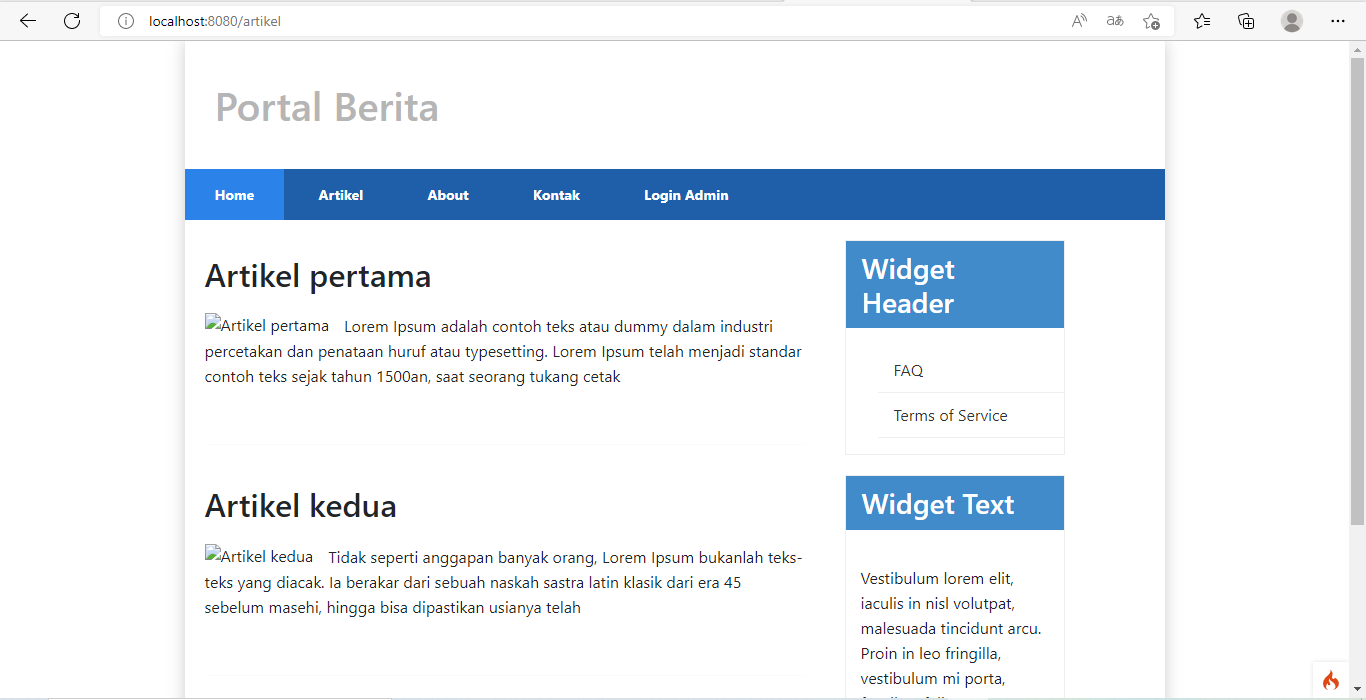 localhost:8080/artikel
Portal Berita
Home Artikel About Kontak Login Admin
Artikel pertama
Artikel pertama Lorem Ipsum adalah contoh teks atau dummy dalam industri
percetakan dan penataan huruf atau typesetting. Lorem Ipsum telah menjadi standar
contoh teks sejak tahun 1500an, saat seorang tukang cetak
Artikel kedua
Artikel kedua Tidak seperti anggapan banyak orang, Lorem Ipsum bukanlah teks-
teks yang diacak. Ia berakar dari sebuah naskah sastra latin klasik dari era 45
sebelum masehi, hingga bisa dipastikan usianya telah
Widget
Header
FAQ
Terms of Service
Widget Text
Vestibulum lorem elit,
iaculis in nisl volutpat,
malesuada tincidunt arcu.
Proin in leo fringilla,
vestibulum mi porta,